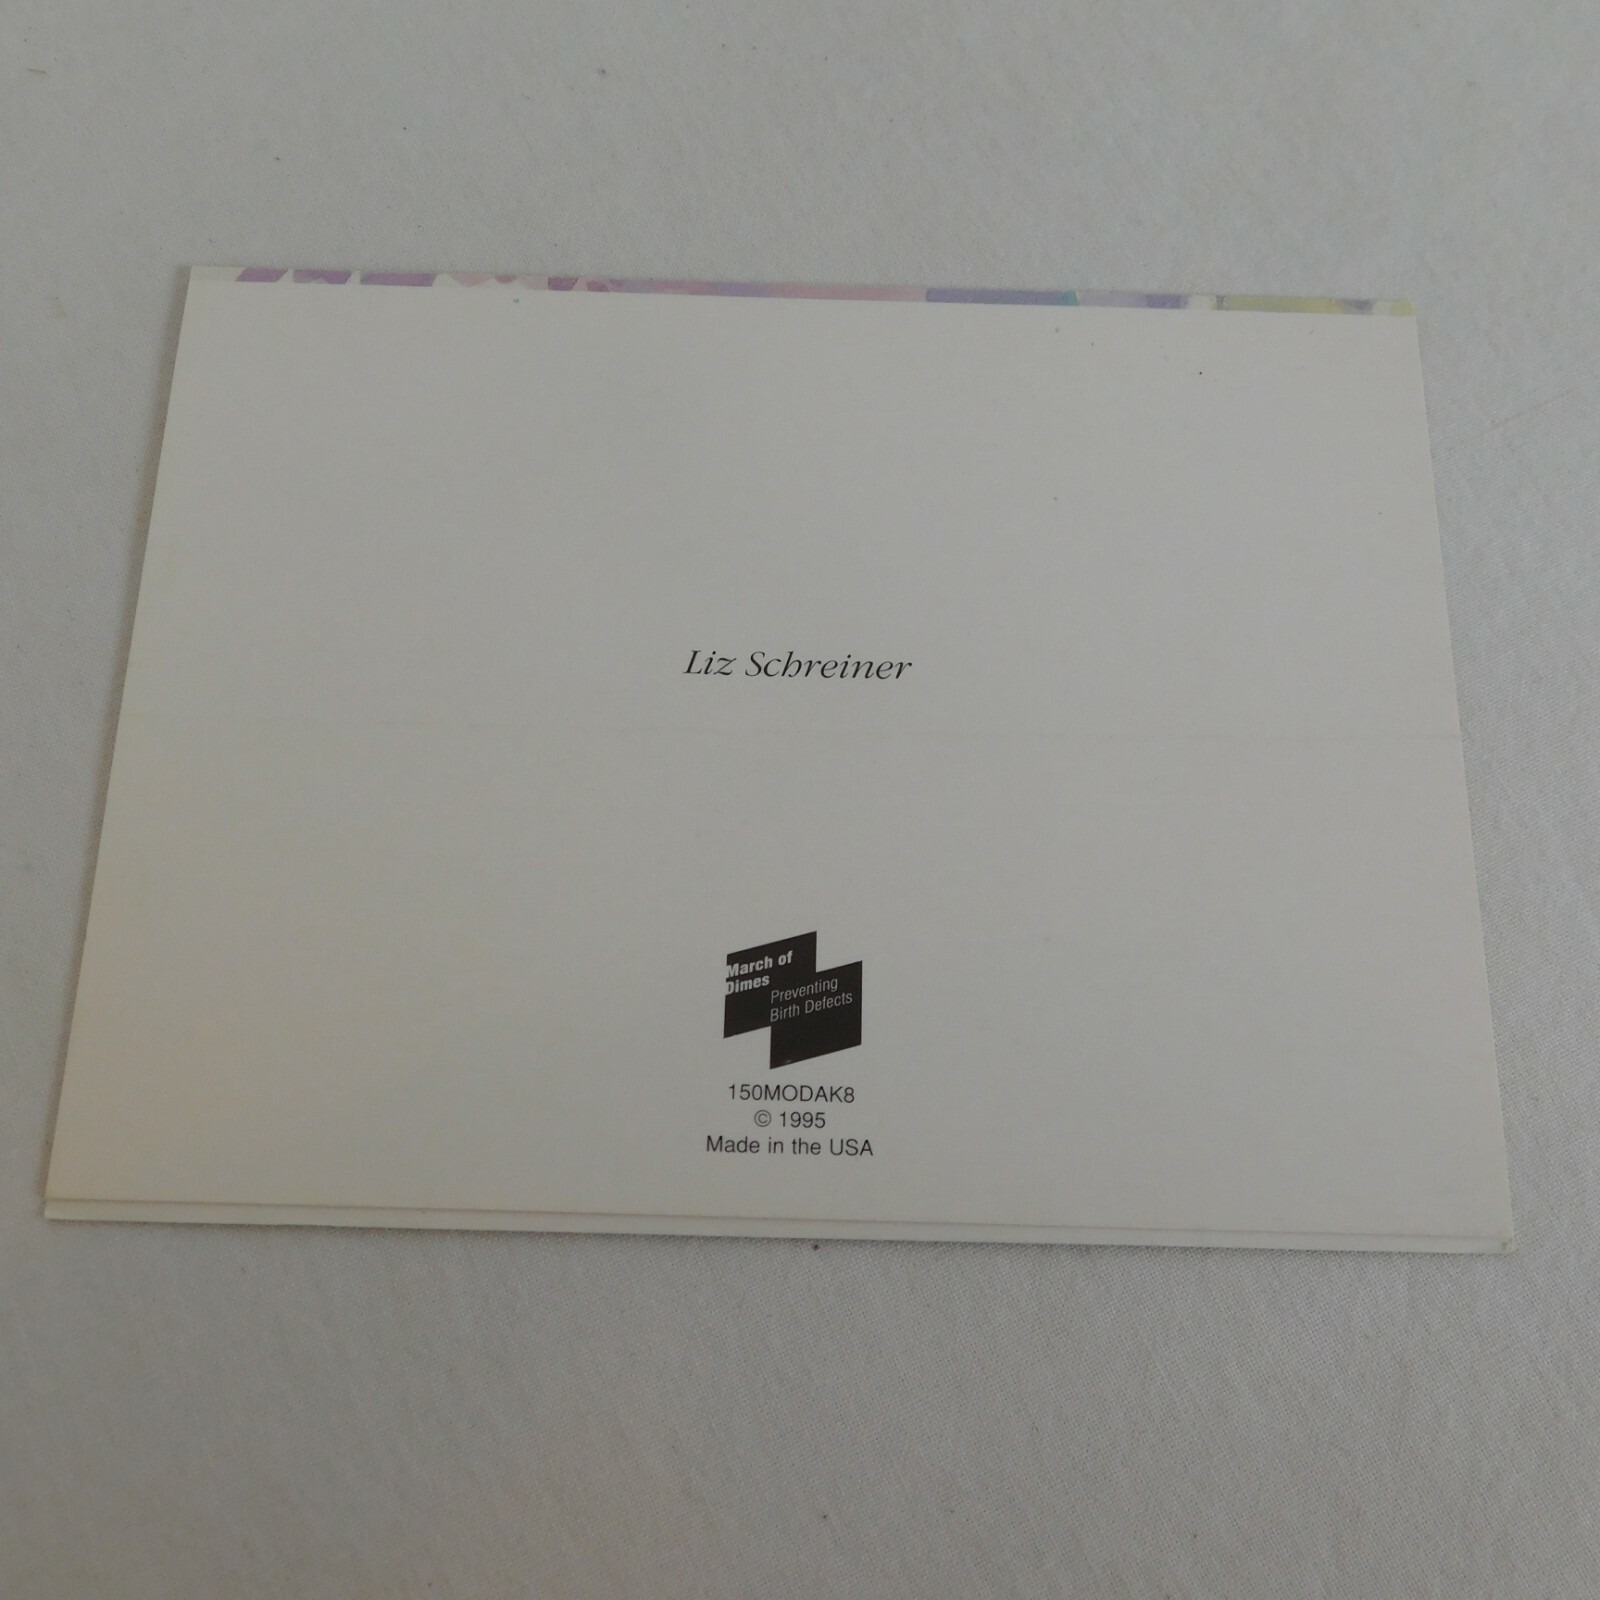 Liz Schreiner
March of
Dimes
Preventing
Birth Defects
150MODAK8
© 1995
Made in the USA